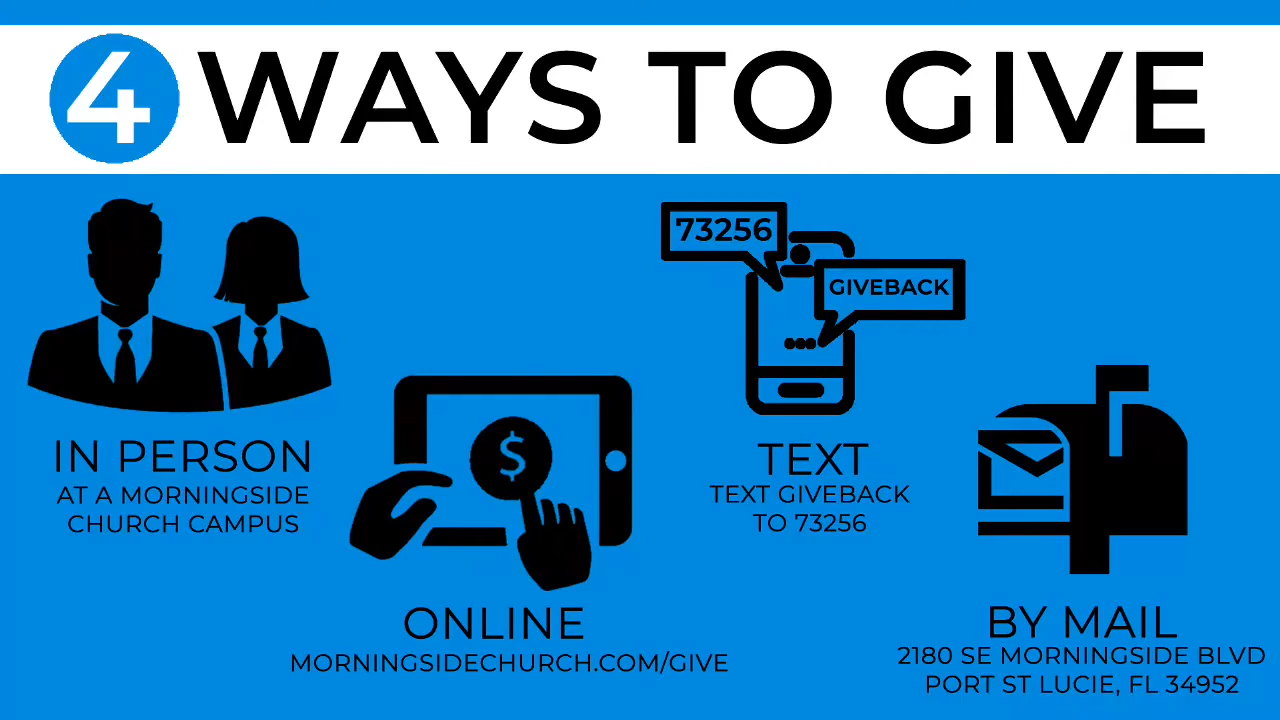 4 WAYS TO GIVE
73256
GIVEBACK
IN PERSON
AT A MORNINGSIDE
CHURCH CAMPUS
$
ONLINE
MORNINGSIDECHURCH.COM/GIVE
TEXT
TEXT GIVEBACK
TO 73256
BY MAIL
2180 SE MORNINGSIDE BLVD
PORT ST LUCIE, FL 34952